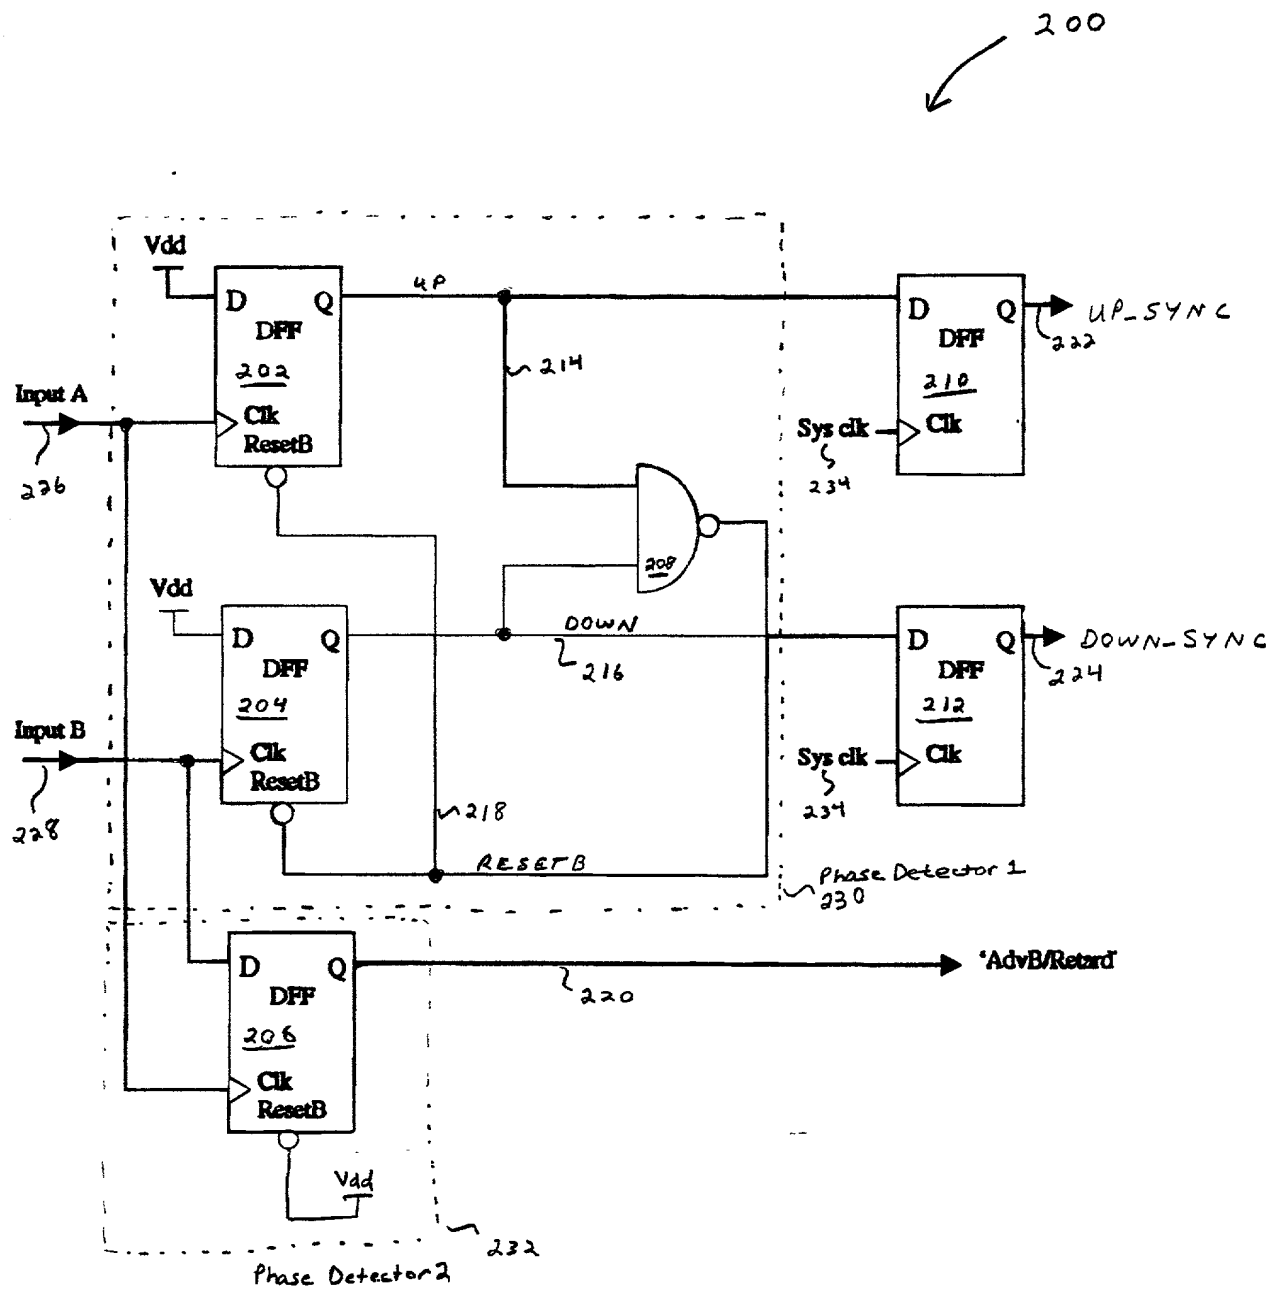 200
Vdd
D Q
DFF
202
Clk
ResetB
UP
214
Input A
226
D Q
DFF
210
Clk
Sys clk
234
UP_SYNC
222
208
Vdd
D Q
DFF
204
Clk
ResetB
DOWN
216
Input B
228
D Q
DFF
212
Clk
Sys clk
234
DOWN_SYNC
224
218
RESETB
Phase Detector 1
230
D Q
DFF
206
Clk
ResetB
220
'AdvB/Retard'
Vdd
232
Phase Detector 2